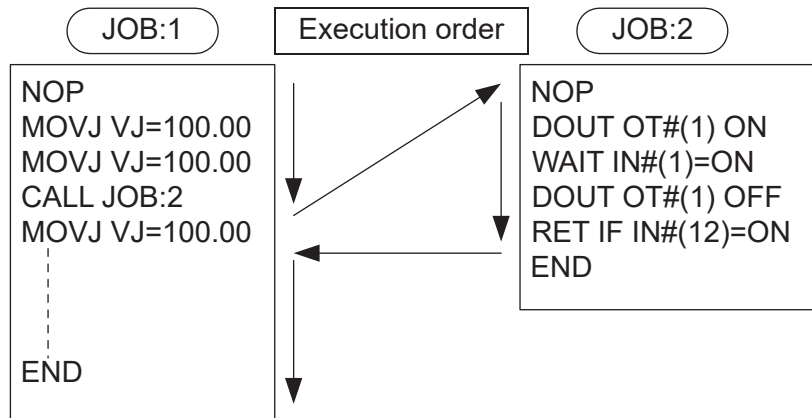 JOB:1
Execution order
JOB:2
NOP
MOVJ VJ=100.00
MOVJ VJ=100.00
CALL JOB:2
MOVJ VJ=100.00
END
NOP
DOUT OT#(1) ON
WAIT IN#(1)=ON
DOUT OT#(1) OFF
RET IF IN#(12)=ON
END